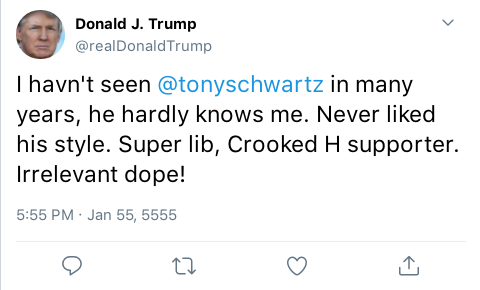 Donald J. Trump
@realDonaldTrump
I havn't seen @tonyschwartz in many
years, he hardly knows me. Never liked
his style. Super lib, Crooked H supporter.
Irrelevant dope!
5:55 PM · Jan 55, 5555